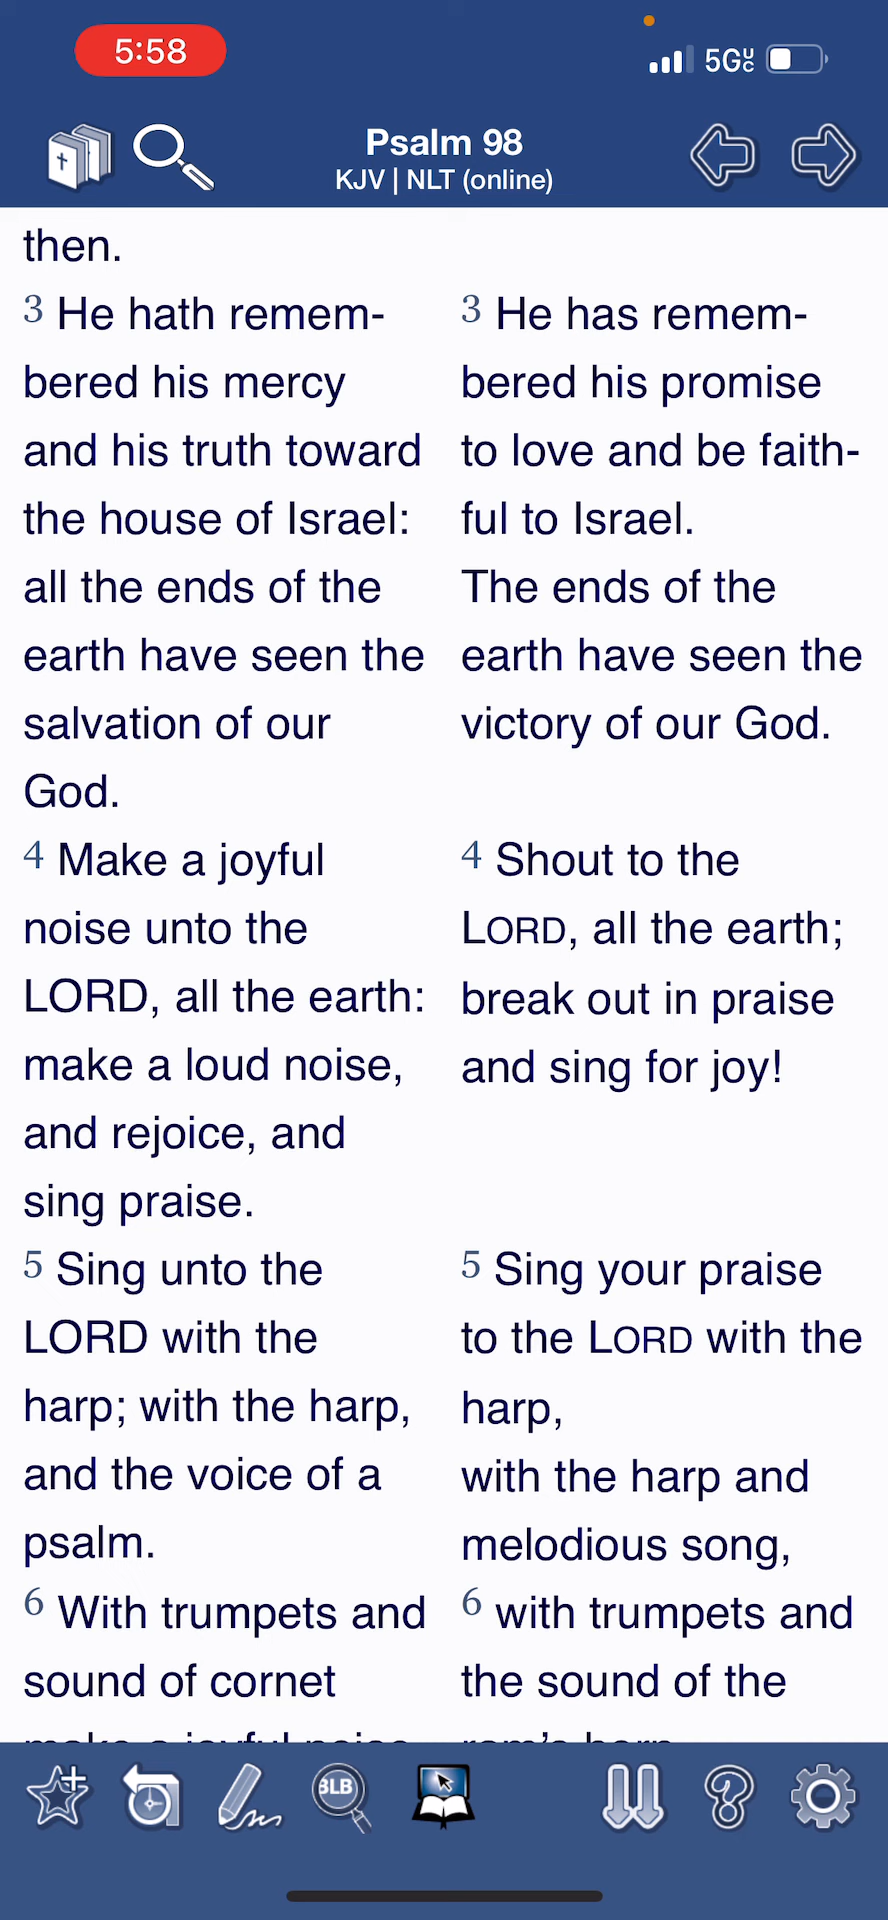 5:58
5G UC
Psalm 98
KJV | NLT (online)
then.
3 He hath remem-
bered his mercy
and his truth toward
the house of Israel:
all the ends of the
earth have seen the
salvation of our
God.
4 Make a joyful
noise unto the
LORD, all the earth:
make a loud noise,
and rejoice, and
sing praise.
5 Sing unto the
LORD with the
harp; with the harp,
and the voice of a
psalm.
6 With trumpets and
sound of cornet
make a joyful noise
3 He has remem-
bered his promise
to love and be faith-
ful to Israel.
The ends of the
earth have seen the
victory of our God.
4 Shout to the
LORD, all the earth;
break out in praise
and sing for joy!
5 Sing your praise
to the LORD with the
harp,
with the harp and
melodious song,
6 with trumpets and
the sound of the
ram's horn.
BLB